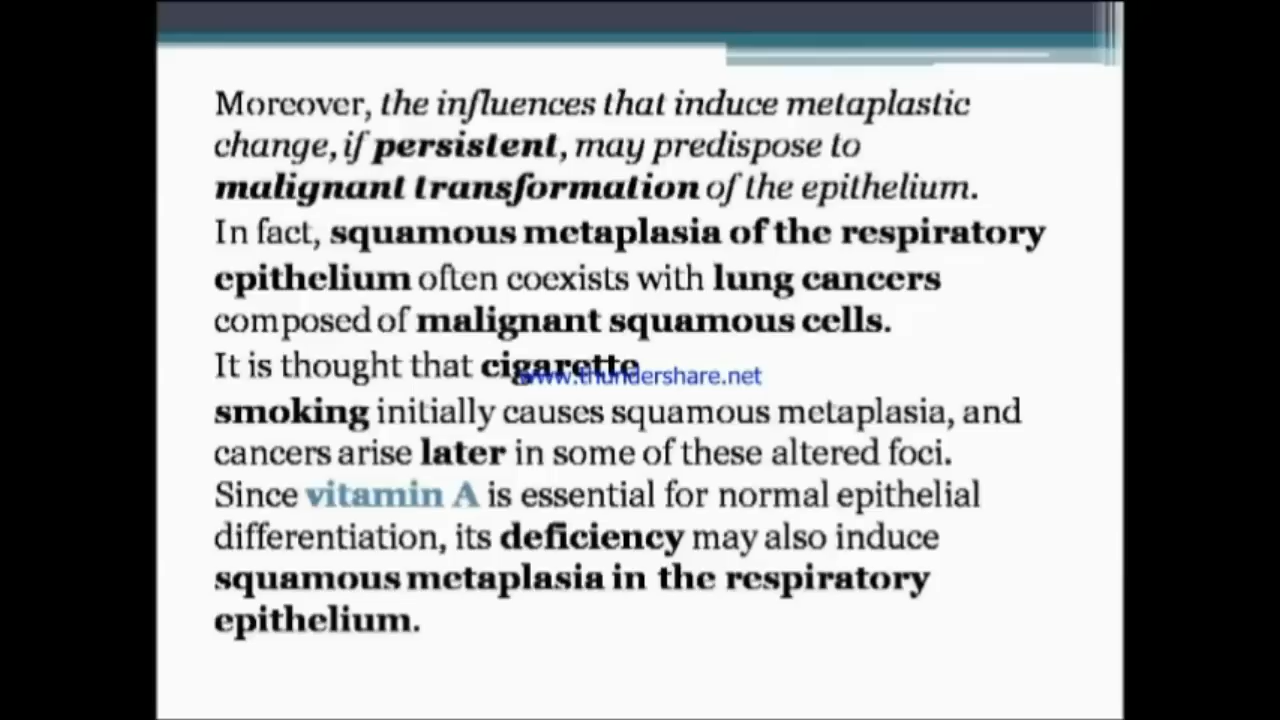 Moreover, the influences that induce metaplastic
change, if persistent, may predispose to
malignant transformation of the epithelium.
In fact, squamous metaplasia of the respiratory
epithelium often coexists with lung cancers
composed of malignant squamous cells.
It is thought that cigarette
www.thundershare.net
smoking initially causes squamous metaplasia, and
cancers arise later in some of these altered foci.
Since vitamin A is essential for normal epithelial
differentiation, its deficiency may also induce
squamous metaplasia in the respiratory
epithelium.